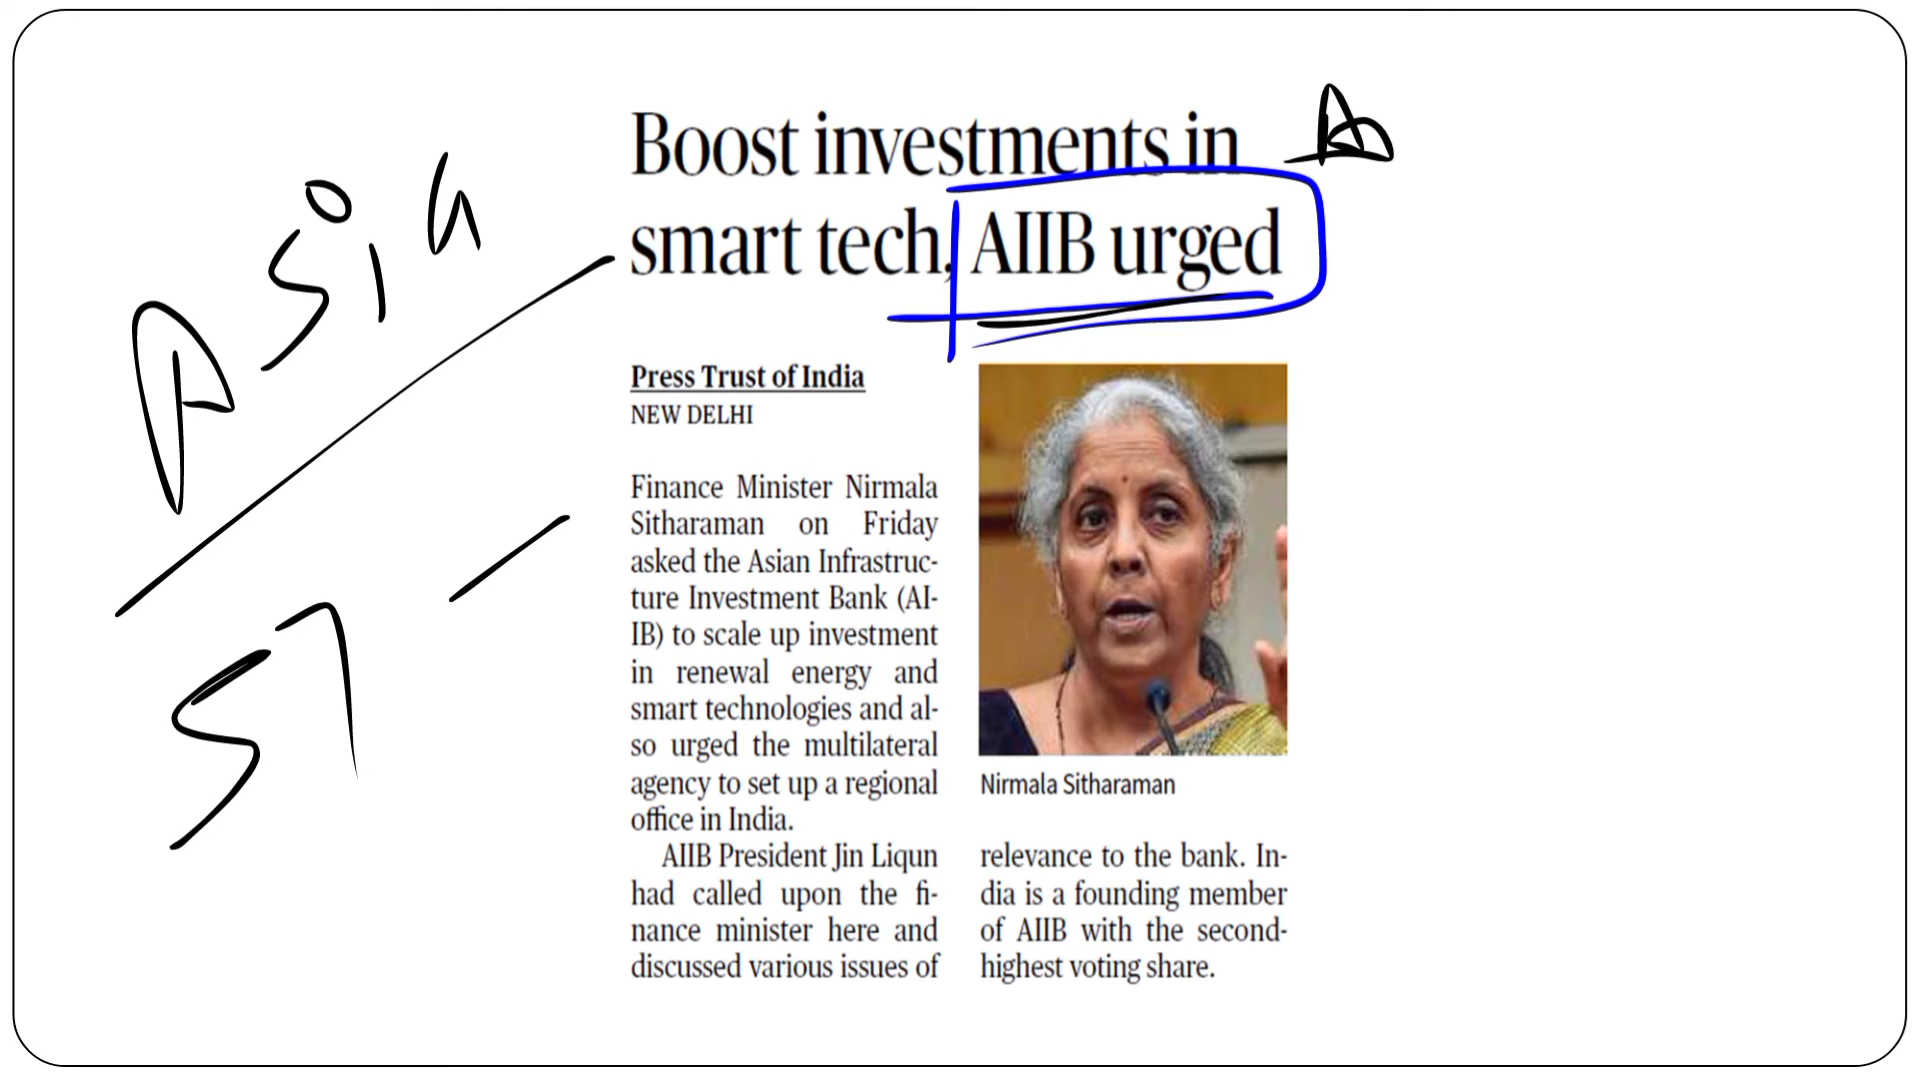 Boost investments in
smart tech, AIIB urged
Asia
Press Trust of India
NEW DELHI
Finance Minister Nirmala
Sitharaman on Friday
asked the Asian Infrastruc-
ture Investment Bank (AI-
IB) to scale up investment
in renewal energy and
smart technologies and al-
so urged the multilateral
agency to set up a regional
office in India.
AIIB President Jin Liqun
had called upon the fi-
nance minister here and
discussed various issues of
Nirmala Sitharaman
relevance to the bank. In-
dia is a founding member
of AIIB with the second-
highest voting share.